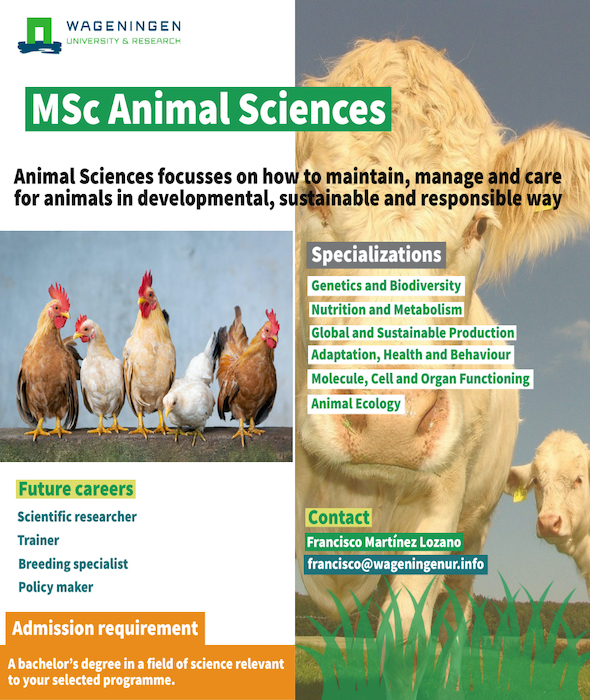 WAGENINGEN
UNIVERSITY & RESEARCH
MSc Animal Sciences
Animal Sciences focusses on how to maintain, manage and care
for animals in developmental, sustainable and responsible way
Specializations
Genetics and Biodiversity
Nutrition and Metabolism
Global and Sustainable Production
Adaptation, Health and Behaviour
Molecule, Cell and Organ Functioning
Animal Ecology
Future careers
Scientific researcher
Trainer
Breeding specialist
Policy maker
Contact
Francisco Martínez Lozano
francisco@wageningenur.info
Admission requirement
A bachelor’s degree in a field of science relevant
to your selected programme.